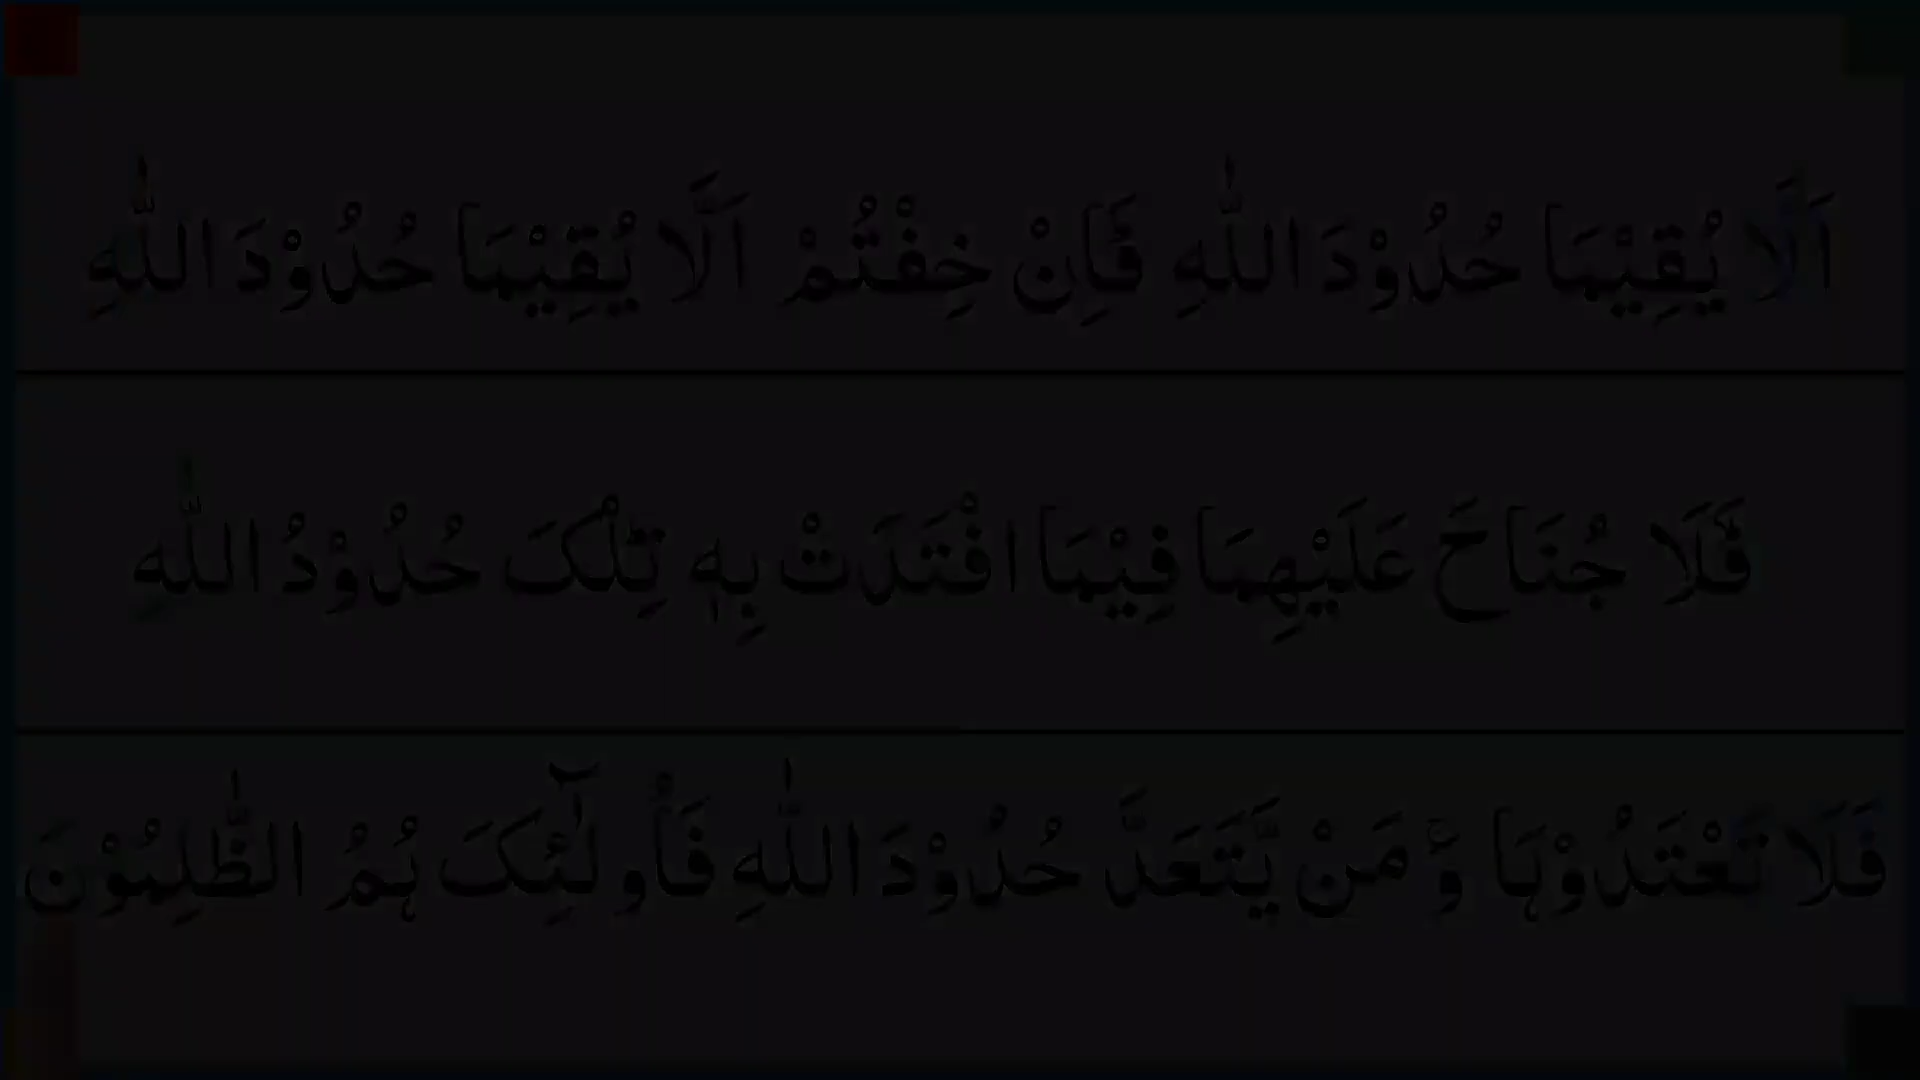 اَلَّا يُقِيْمَا حُدُوْدَ اللّٰهِ فَاِنْ خِفْتُمْ اَلَّا يُقِيْمَا حُدُوْدَ اللّٰهِ
فَلَا جُنَاحَ عَلَيْهِمَا فِيْمَا افْتَدَتْ بِهٖ تِلْکَ حُدُوْدُ اللّٰهِ
فَلَا تَعْتَدُوْہَا وَ مَنْ يَّتَعَدَّ حُدُوْدَ اللّٰهِ فَاُولٰٓئِکَ ہُمُ الظّٰلِمُوْنَ